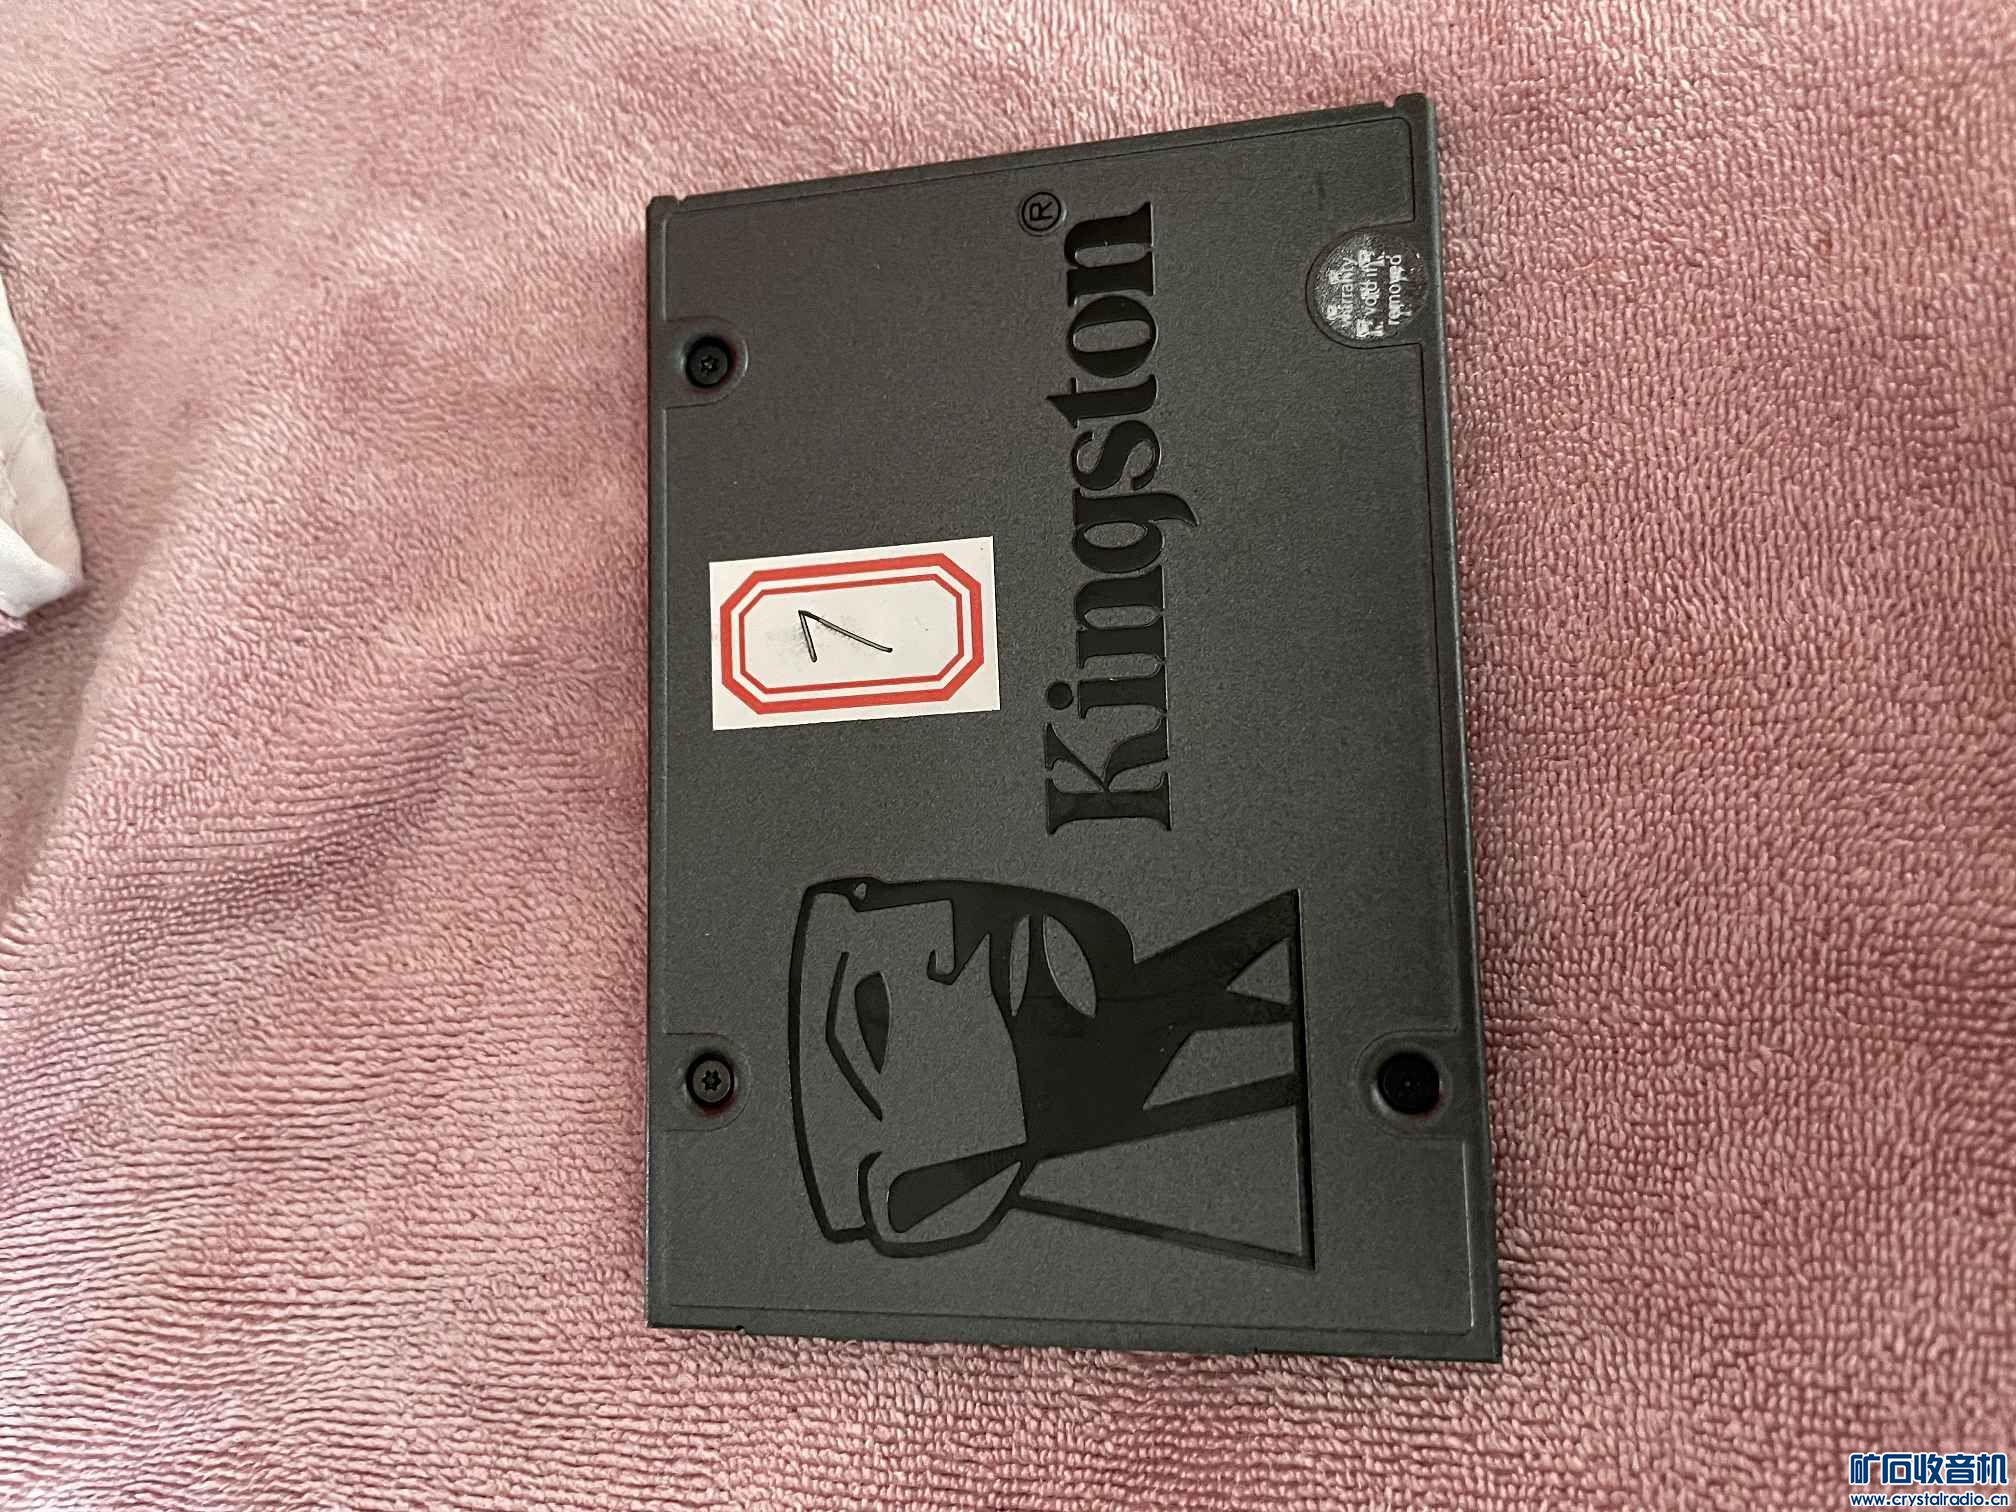 7
Kingston®
warranty
void if
removed
矿石收音机
www.crystalradio.cn